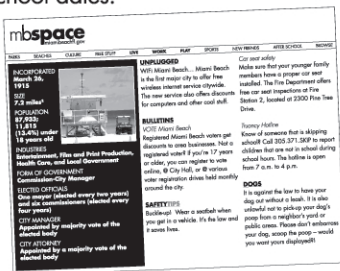 school dates.
mbspace
miamibeachfl.gov
PARKS BEACHES CULTURE FREE STUFF LIVE WORK PLAY SPORTS NEW FRIENDS AFTER SCHOOL BROWSE
INCORPORATED
March 26,
1915
SIZE
7.2 miles²
POPULATION
87,933;
11,815
(13.4%) under
18 years old
INDUSTRIES
Entertainment, Film and Print Production,
Health Care, and Local Government
FORM OF GOVERNMENT
Commission-City Manager
ELECTED OFFICIALS
One mayor (elected every two years)
and six commissioners (elected every
four years)
CITY MANAGER
Appointed by majority vote of the
elected body
CITY ATTORNEY
Appointed by a majority vote of the
elected body
UNPLUGGED
WiFi Miami Beach... Miami Beach
is the first major city to offer free
wireless internet service citywide.
The new service also offers discounts
for computers and other cool stuff.
BULLETINS
VOTE Miami Beach
Registered Miami Beach voters get
discounts to area businesses. Not a
registered voter? If you're 17 years
or older, you can register to vote
online, @ City Hall, or @ various
voter registration drives held monthly
around the city.
SAFETYTIPS
Buckle-up! Wear a seatbelt when
you get in a vehicle. It's the law and
it saves lives.
Car seat safety
Make sure that your younger family
members have a proper car seat
installed. The Fire Department offers
free car seat inspections at Fire
Station 2, located at 2300 Pine Tree
Drive.
Truancy Hotline
Know of someone that is skipping
school? Call 305.371.SKIP to report
children that are not in school during
school hours. The hotline is open
from 7 a.m. to 4 p.m.
DOGS
It is against the law to have your
dog out without a leash. It is also
unlawful not to pick-up your dog's
poop from a neighbor's yard or
public areas. Please don't embarrass
your dog, scoop the poop – would
you want yours displayed?!